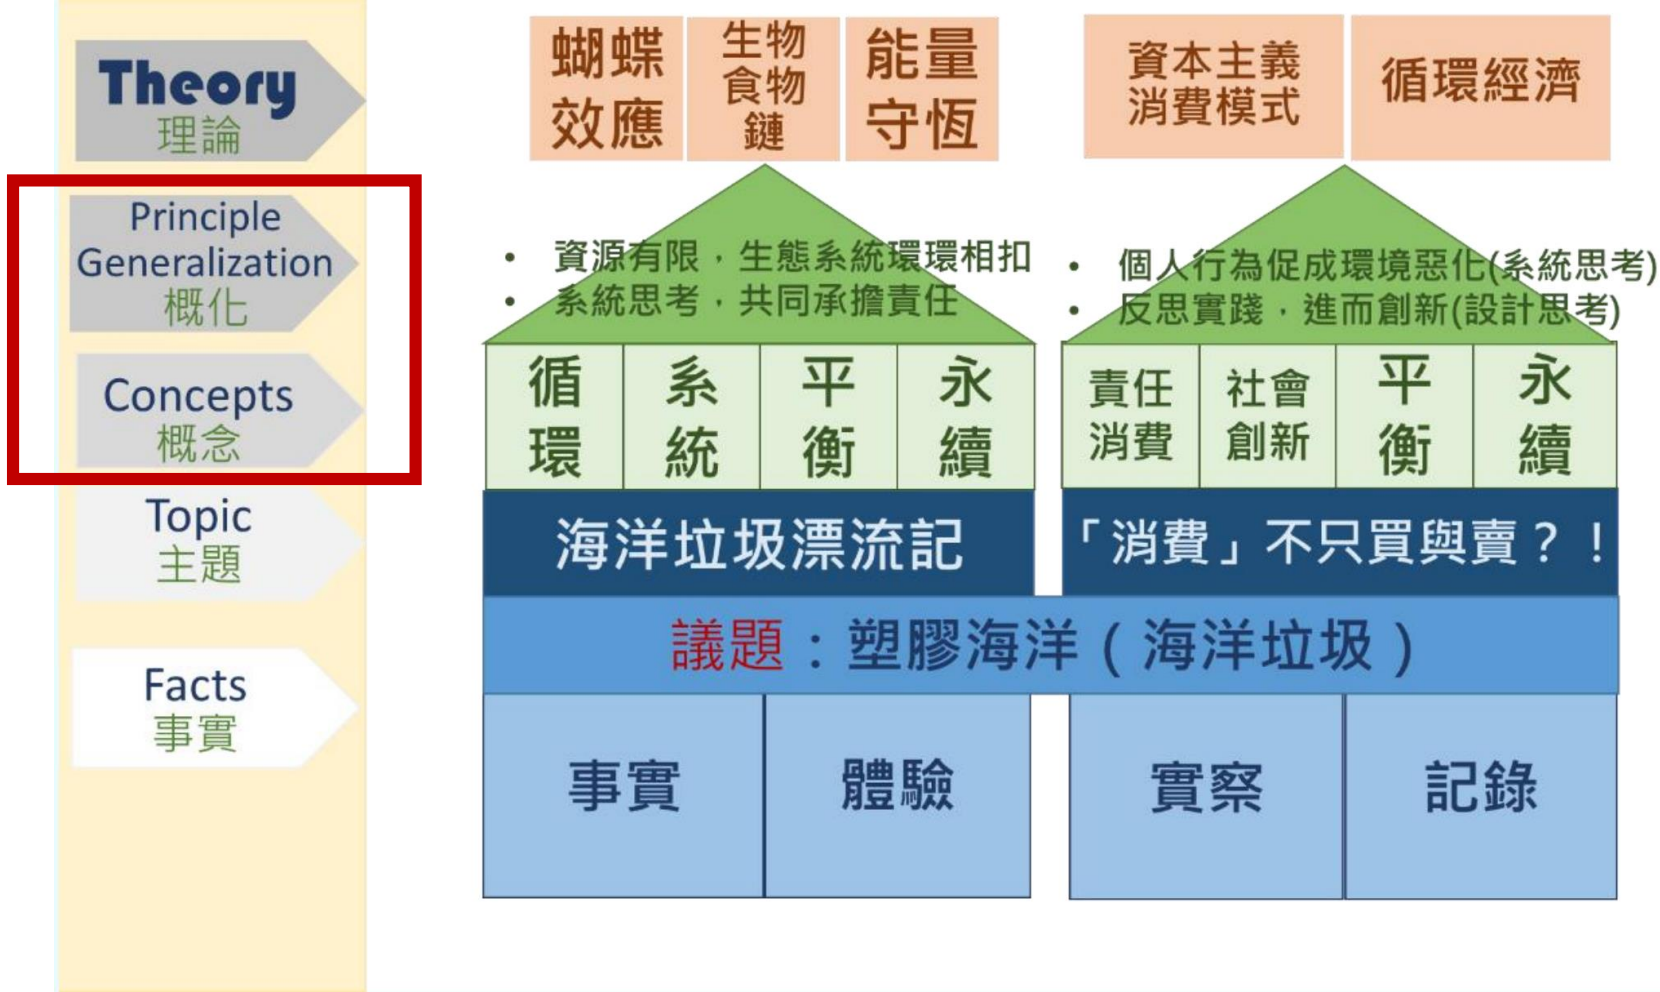 Theory
理論
Principle
Generalization
概化
Concepts
概念
Topic
主題
Facts
事實
蝴蝶
效應
生物
食物
鏈
能量
守恆
資本主義
消費模式
循環經濟
• 資源有限，生態系統環環相扣
• 系統思考，共同承擔責任
• 個人行為促成環境惡化(系統思考)
• 反思實踐，進而創新(設計思考)
循環
系統
平衡
永續
責任
消費
社會
創新
平衡
永續
海洋垃圾漂流記
「消費」不只買與賣？！
議題：塑膠海洋（海洋垃圾）
事實
體驗
實察
記錄